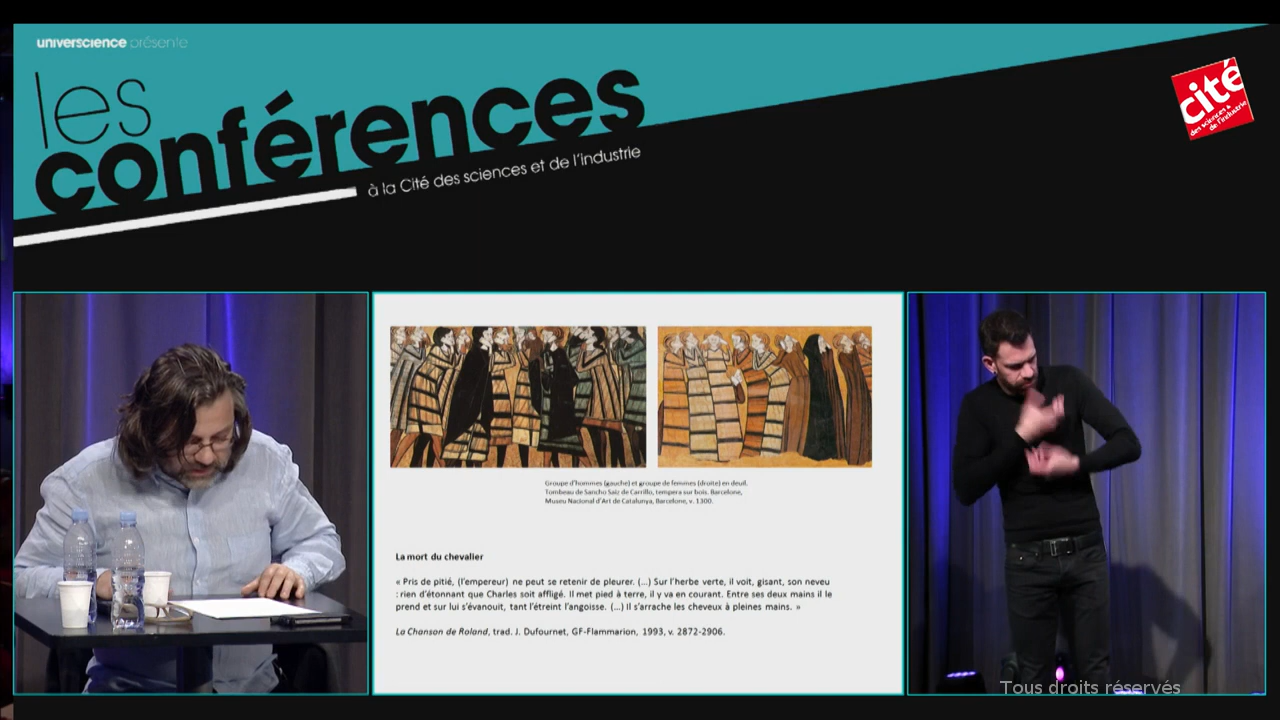 universcience présente
les
conférences
à la Cité des sciences et de l'industrie
cité
des sciences &
de l'industrie
Groupe d'hommes (gauche) et groupe de femmes (droite) en deuil.
Tombeau de Sancho Saiz de Carrillo, tempera sur bois. Barcelone,
Museu Nacional d'Art de Catalunya, Barcelone, v. 1300.
La mort du chevalier
« Pris de pitié, (l'empereur) ne peut se retenir de pleurer. (...) Sur l'herbe verte, il voit, gisant, son neveu
: rien d'étonnant que Charles soit affligé. Il met pied à terre, il y va en courant. Entre ses deux mains il le
prend et sur lui s'évanouit, tant l'étreint l'angoisse. (...) Il s'arrache les cheveux à pleines mains. »
La Chanson de Roland, trad. J. Dufournet, GF-Flammarion, 1993, v. 2872-2906.
Tous droits réservés